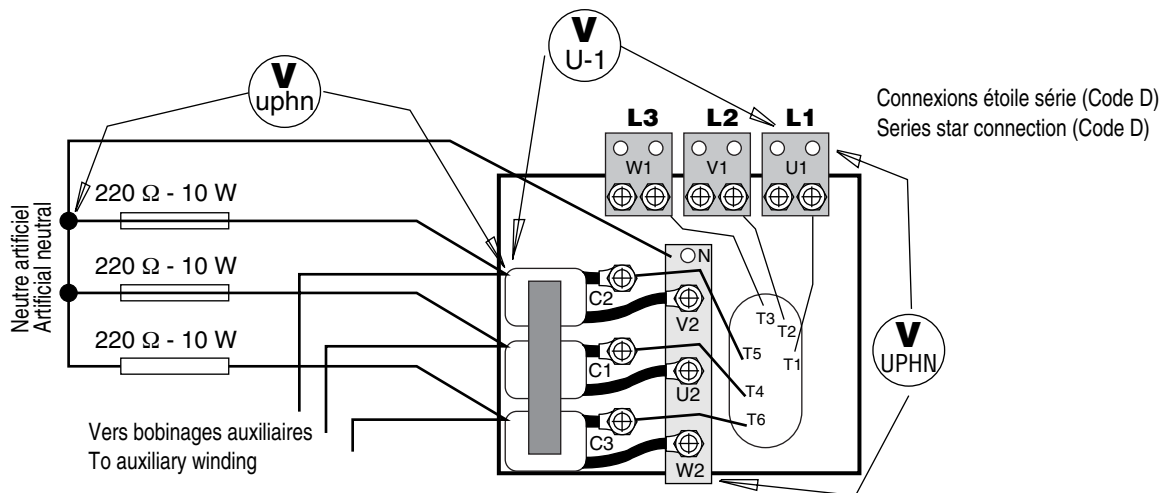 V
U-1
V
uphn
Connexions étoile série (Code D)
Series star connection (Code D)
L3
L2
L1
W1
V1
U1
220 Ω - 10 W
Neutre artificiel
Artificial neutral
220 Ω - 10 W
220 Ω - 10 W
N
C2
V2
T3
T2
T1
T5
C1
U2
T4
T6
C3
W2
V
UPHN
Vers bobinages auxiliaires
To auxiliary winding